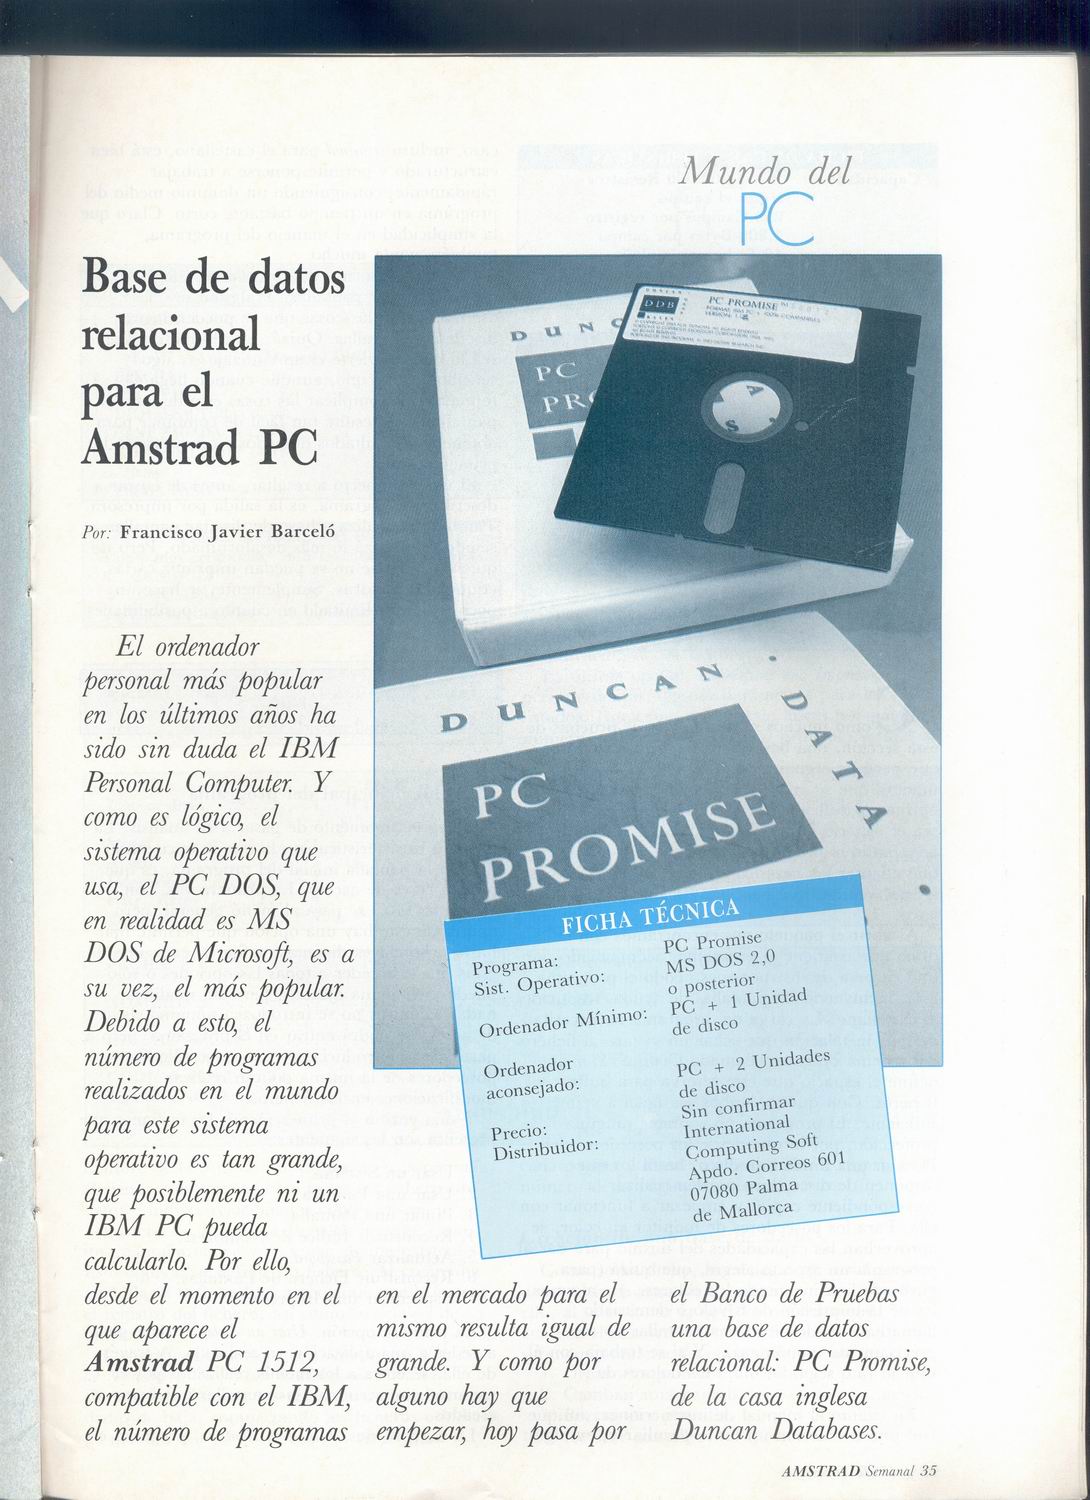 Mundo del
PC
Base de datos
relacional
para el
Amstrad PC
Por: Francisco Javier Barceló
El ordenador
personal más popular
en los últimos años ha
sido sin duda el IBM
Personal Computer. Y
como es lógico, el
sistema operativo que
usa, el PC DOS, que
en realidad es MS
DOS de Microsoft, es a
su vez, el más popular.
Debido a esto, el
número de programas
realizados en el mundo
para este sistema
operativo es tan grande,
que posiblemente ni un
IBM PC pueda
calcularlo. Por ello,
desde el momento en el
que aparece el
Amstrad PC 1512,
compatible con el IBM,
el número de programas
en el mercado para el
mismo resulta igual de
grande. Y como por
alguno hay que
empezar, hoy pasa por
el Banco de Pruebas
una base de datos
relacional: PC Promise,
de la casa inglesa
Duncan Databases.
DUNC
PC
PRO
DDB
PC PROMISE
DUNCAN · DATA ·
PC
PROMISE
FICHA TÉCNICA
Programa: PC Promise
Sist. Operativo: MS DOS 2,0
o posterior
Ordenador Mínimo: PC + 1 Unidad
de disco
Ordenador
aconsejado: PC + 2 Unidades
de disco
Precio: Sin confirmar
Distribuidor: International
Computing Soft
Apdo. Correos 601
07080 Palma
de Mallorca
AMSTRAD Semanal 35